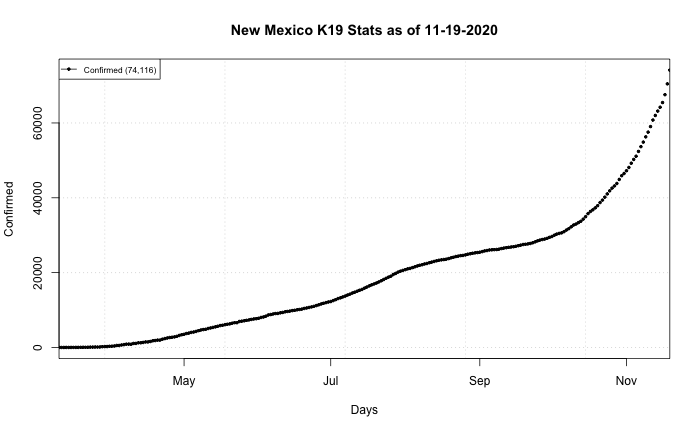 New Mexico K19 Stats as of 11-19-2020
Confirmed (74,116)
60000
40000
20000
0
Confirmed
May Jul Sep Nov
Days